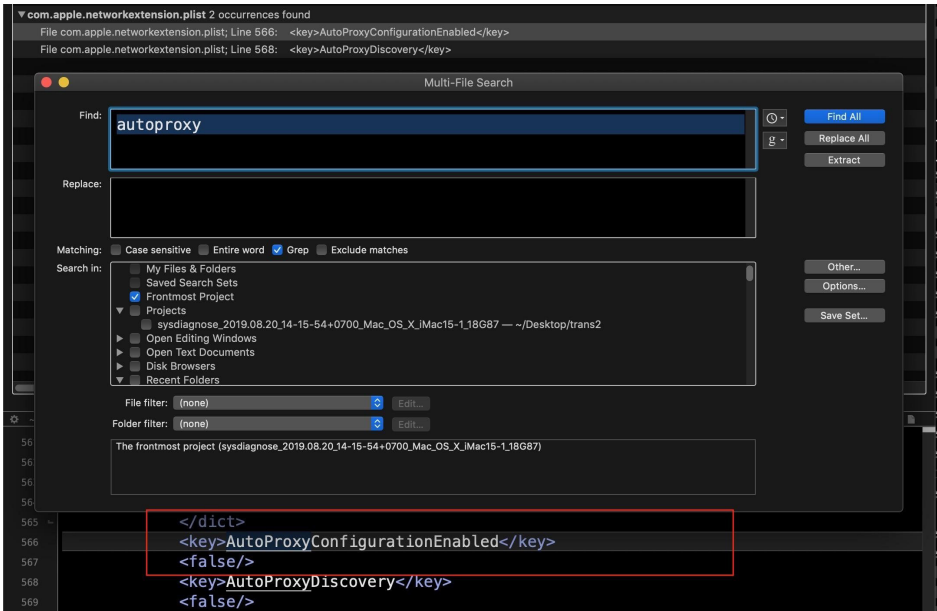 ▼com.apple.networkextension.plist 2 occurrences found
File com.apple.networkextension.plist; Line 566: <key>AutoProxyConfigurationEnabled</key>
File com.apple.networkextension.plist; Line 568: <key>AutoProxyDiscovery</key>
Multi-File Search
Find:
autoproxy
g
Find All
Replace All
Extract
Replace:
Matching: Case sensitive Entire word Grep Exclude matches
Search in:
My Files & Folders
Saved Search Sets
Frontmost Project
Projects
sysdiagnose_2019.08.20_14-15-54+0700_Mac_OS_X_iMac15-1_18G87 — ~/Desktop/trans2
Open Editing Windows
Open Text Documents
Disk Browsers
Recent Folders
Other...
Options...
Save Set...
File filter: (none) Edit...
Folder filter: (none) Edit...
The frontmost project (sysdiagnose_2019.08.20_14-15-54+0700_Mac_OS_X_iMac15-1_18G87)
565 </dict>
566 <key>AutoProxyConfigurationEnabled</key>
567 <false/>
568 <key>AutoProxyDiscovery</key>
569 <false/>